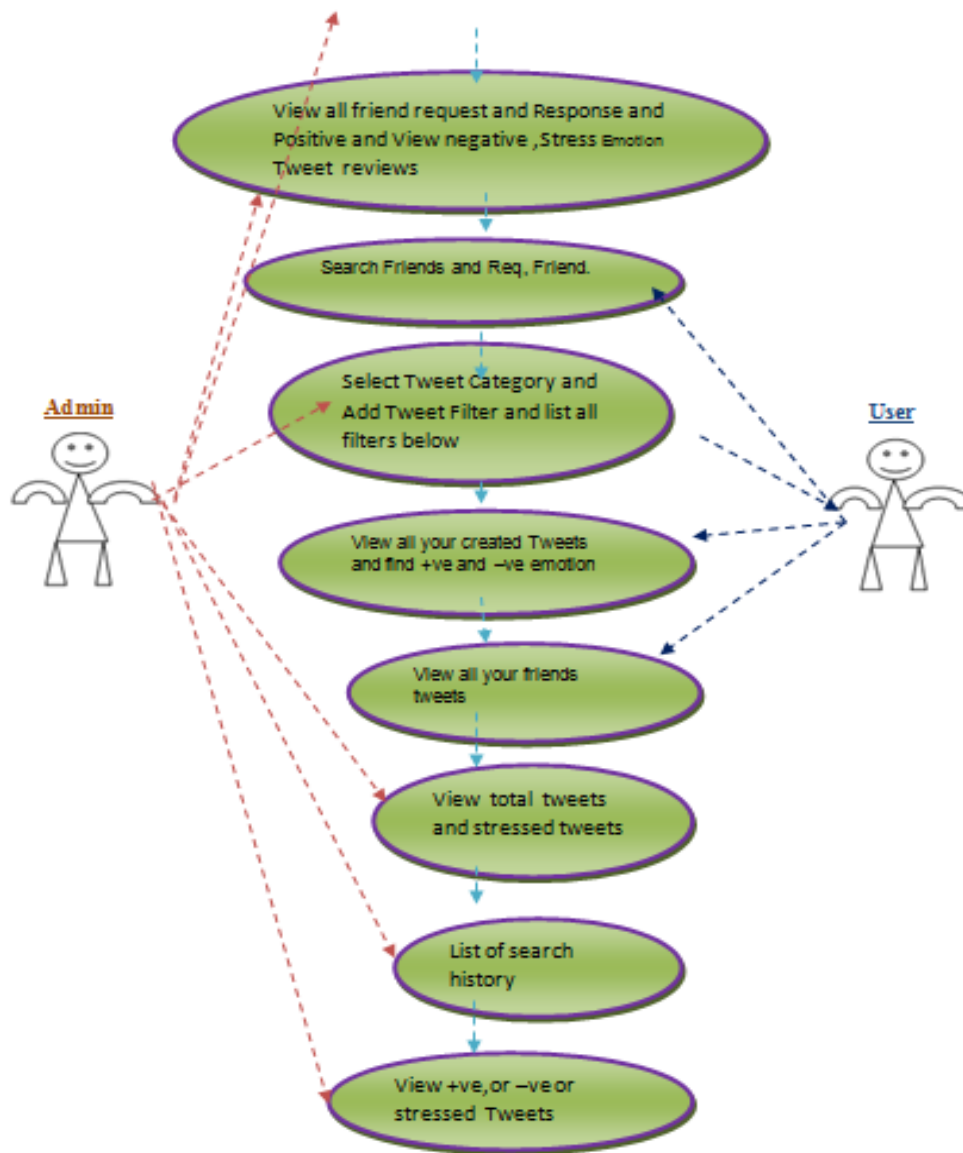 View all friend request and Response and
Positive and View negative ,Stress Emotion
Tweet reviews
Search Friends and Req, Friend.
Select Tweet Category and
Add Tweet Filter and list all
filters below
Admin
User
View all your created Tweets
and find +ve and –ve emotion
View all your friends
tweets
View total tweets
and stressed tweets
List of search
history
View +ve,or –ve or
stressed Tweets